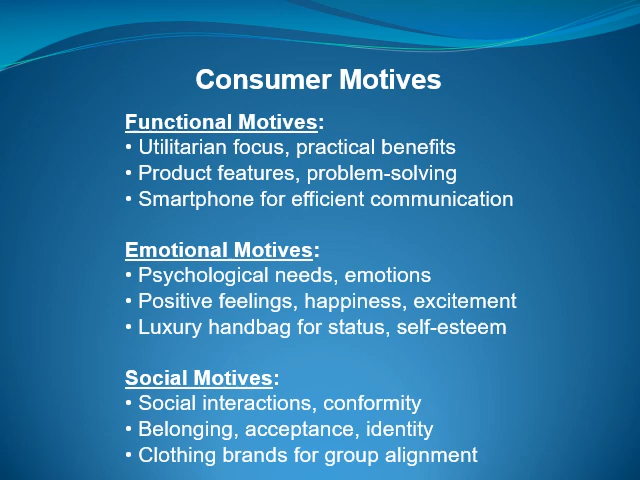 Consumer Motives
Functional Motives:
• Utilitarian focus, practical benefits
• Product features, problem-solving
• Smartphone for efficient communication
Emotional Motives:
• Psychological needs, emotions
• Positive feelings, happiness, excitement
• Luxury handbag for status, self-esteem
Social Motives:
• Social interactions, conformity
• Belonging, acceptance, identity
• Clothing brands for group alignment